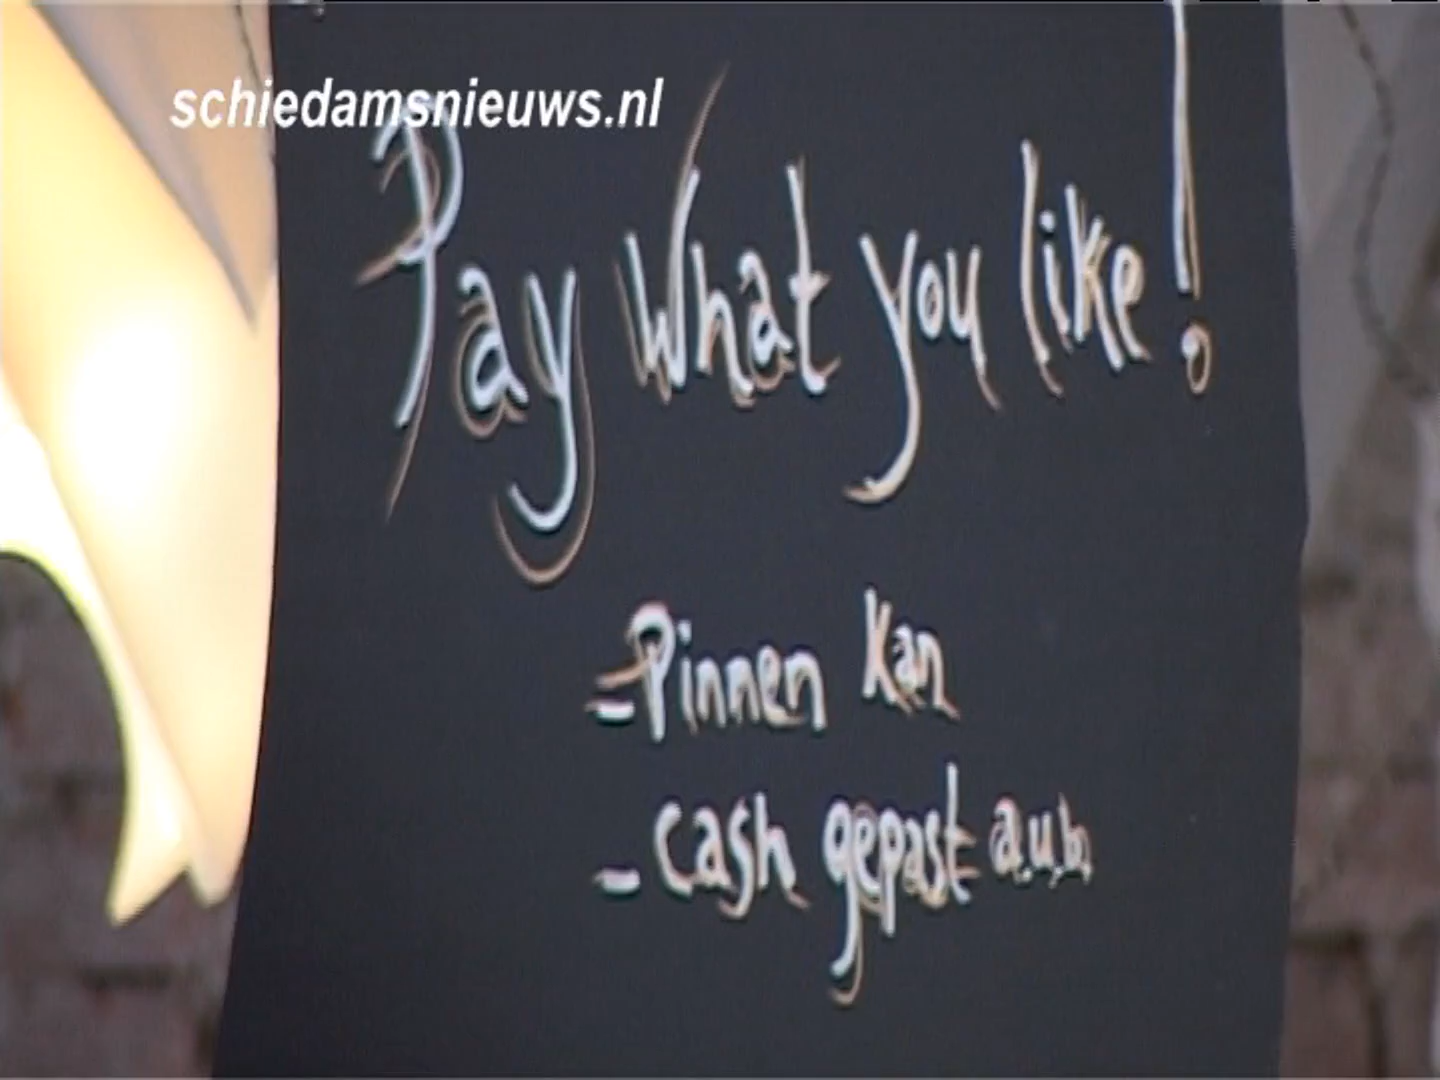 schiedamsnieuws.nl
Pay What you like!
- Pinnen kan
- Cash gepast a.u.b.